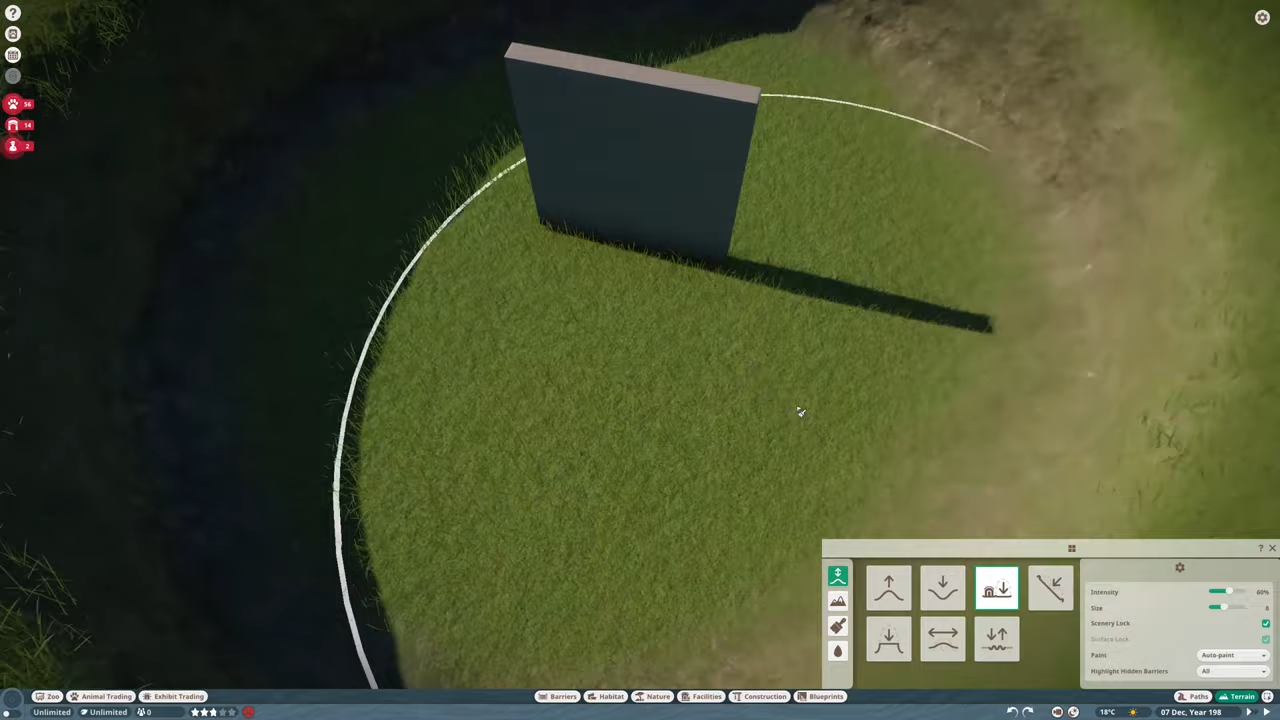 ?
56
14
2
? ×
Intensity 60%
Size 6
Scenery Lock
Surface Lock
Paint Auto-paint
Highlight Hidden Barriers All
Zoo Animal Trading Exhibit Trading Barriers Habitat Nature Facilities Construction Blueprints Paths Terrain
Unlimited Unlimited 0 18°C 07 Dec, Year 198